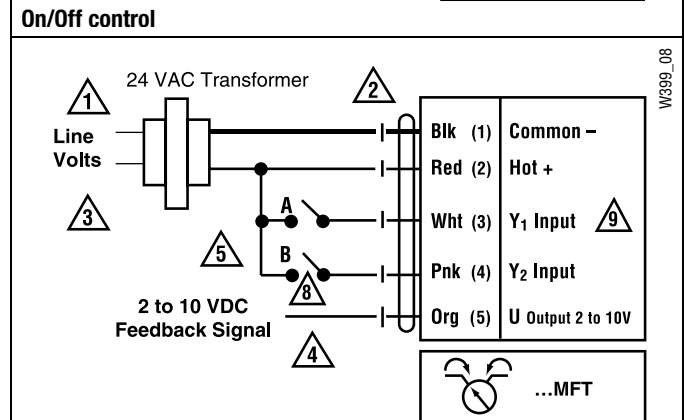 On/Off control
W399_08
24 VAC Transformer
1
2
Line
Volts
3
Blk (1) Common –
Red (2) Hot +
A
Wht (3) Y1 Input
9
5
B
Pnk (4) Y2 Input
8
2 to 10 VDC
Feedback Signal
Org (5) U Output 2 to 10V
4
...MFT